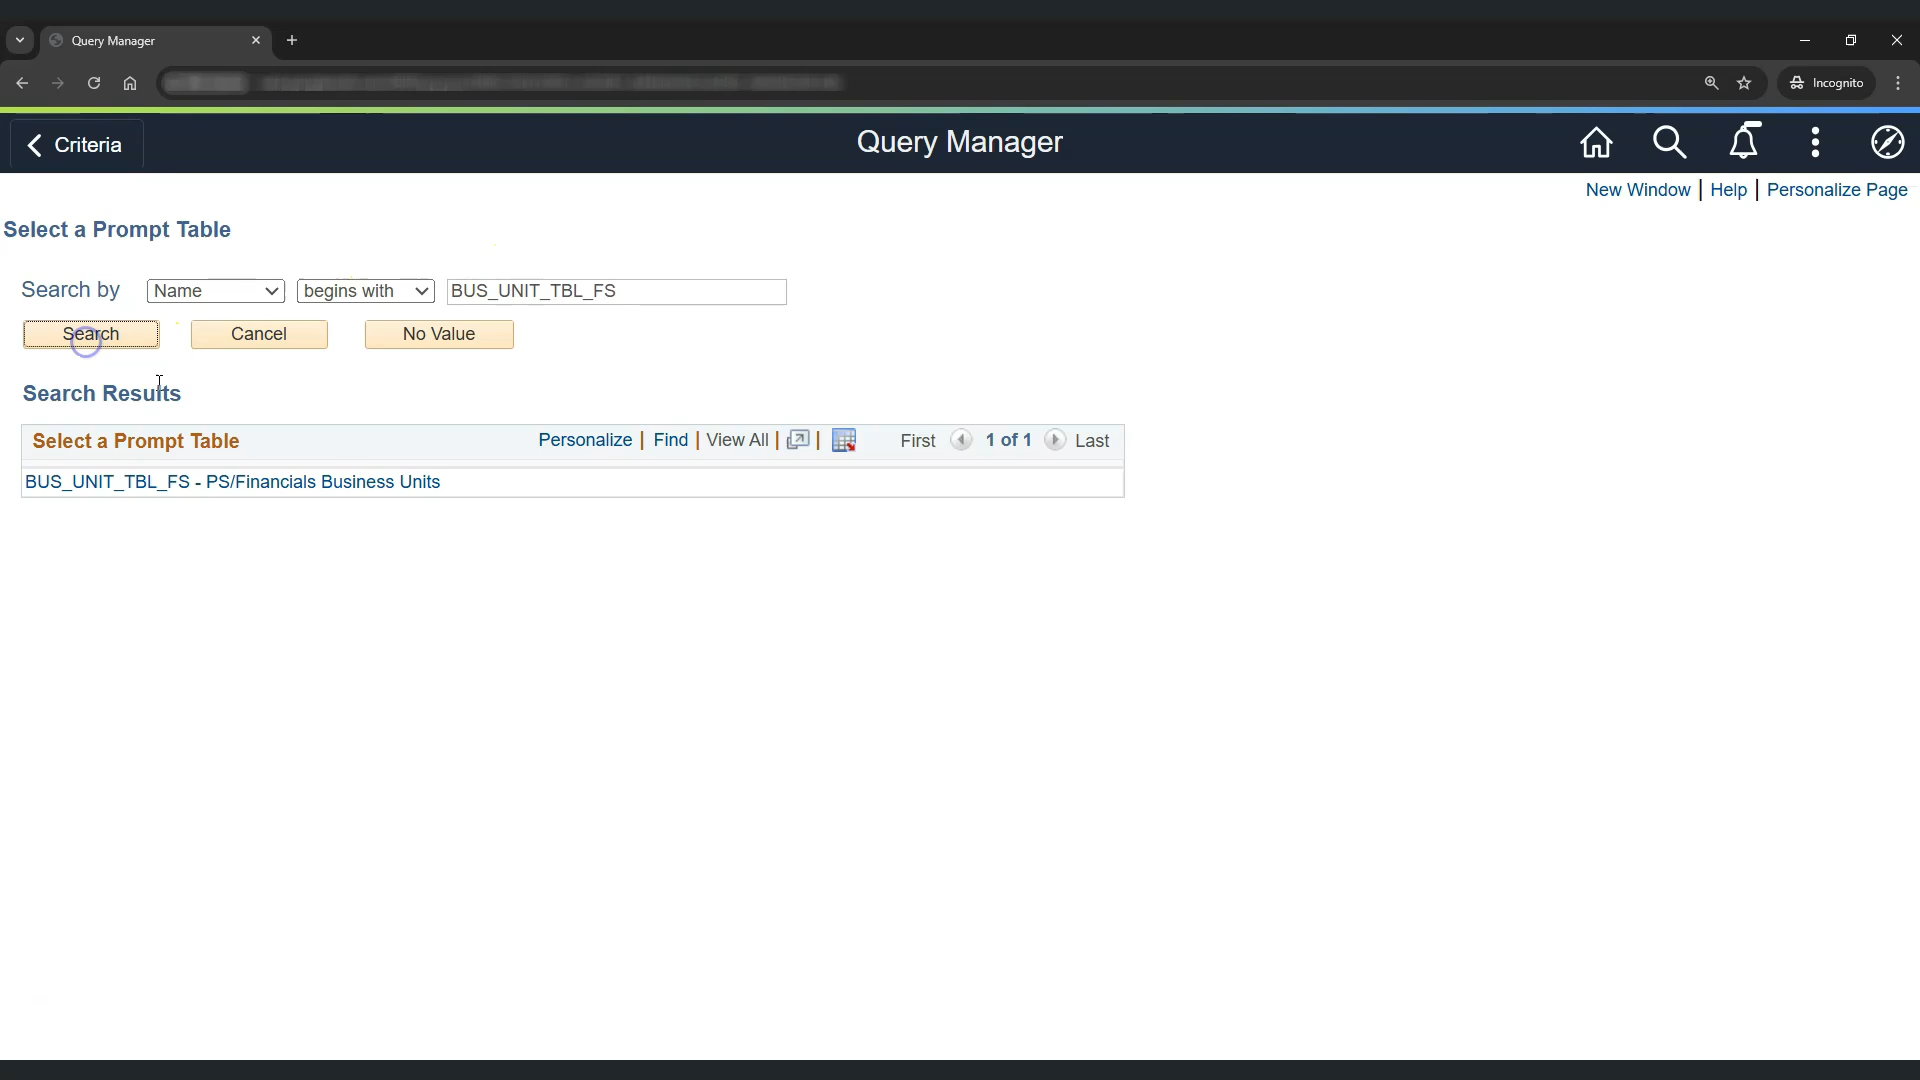 Query Manager
Incognito
Criteria
Query Manager
New Window | Help | Personalize Page
Select a Prompt Table
Search by Name begins with BUS_UNIT_TBL_FS
Search Cancel No Value
Search Results
Select a Prompt Table Personalize | Find | View All | | First 1 of 1 Last
BUS_UNIT_TBL_FS - PS/Financials Business Units